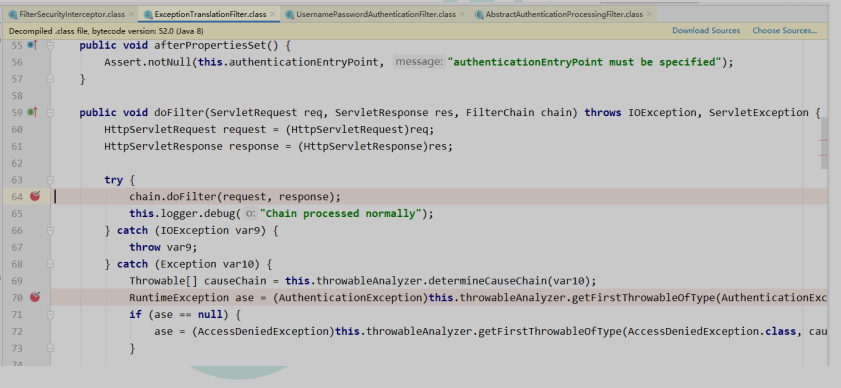 FilterSecurityInterceptor.class × ExceptionTranslationFilter.class × UsernamePasswordAuthenticationFilter.class × AbstractAuthenticationProcessingFilter.class ×
Decompiled .class file, bytecode version: 52.0 (Java 8) Download Sources Choose Sources...
55 public void afterPropertiesSet() {
56 Assert.notNull(this.authenticationEntryPoint, message: "authenticationEntryPoint must be specified");
57 }
58
59 public void doFilter(ServletRequest req, ServletResponse res, FilterChain chain) throws IOException, ServletException {
60 HttpServletRequest request = (HttpServletRequest)req;
61 HttpServletResponse response = (HttpServletResponse)res;
62
63 try {
64 chain.doFilter(request, response);
65 this.logger.debug( o: "Chain processed normally");
66 } catch (IOException var9) {
67 throw var9;
68 } catch (Exception var10) {
69 Throwable[] causeChain = this.throwableAnalyzer.determineCauseChain(var10);
70 RuntimeException ase = (AuthenticationException)this.throwableAnalyzer.getFirstThrowableOfType(AuthenticationExc
71 if (ase == null) {
72 ase = (AccessDeniedException)this.throwableAnalyzer.getFirstThrowableOfType(AccessDeniedException.class, cau
73 }
74